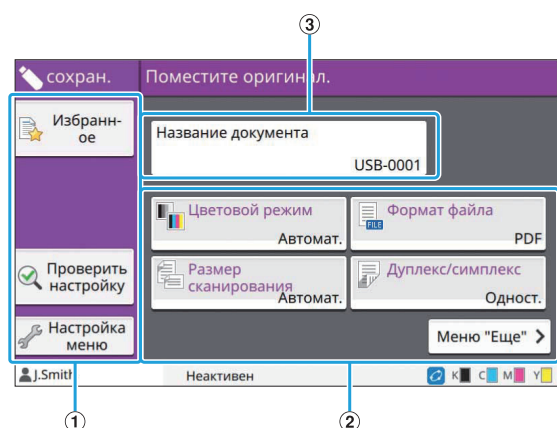 ③
сохран.
Поместите оригинал.
Избранн-
ое
Название документа
USB-0001
Цветовой режим
Автомат.
Формат файла
FILE
PDF
Размер
сканирования
Автомат.
Дуплекс/симплекс
Одност.
Проверить
настройку
Настройка
меню
Меню "Еще"
J.Smith
Неактивен
K C M Y
① ②